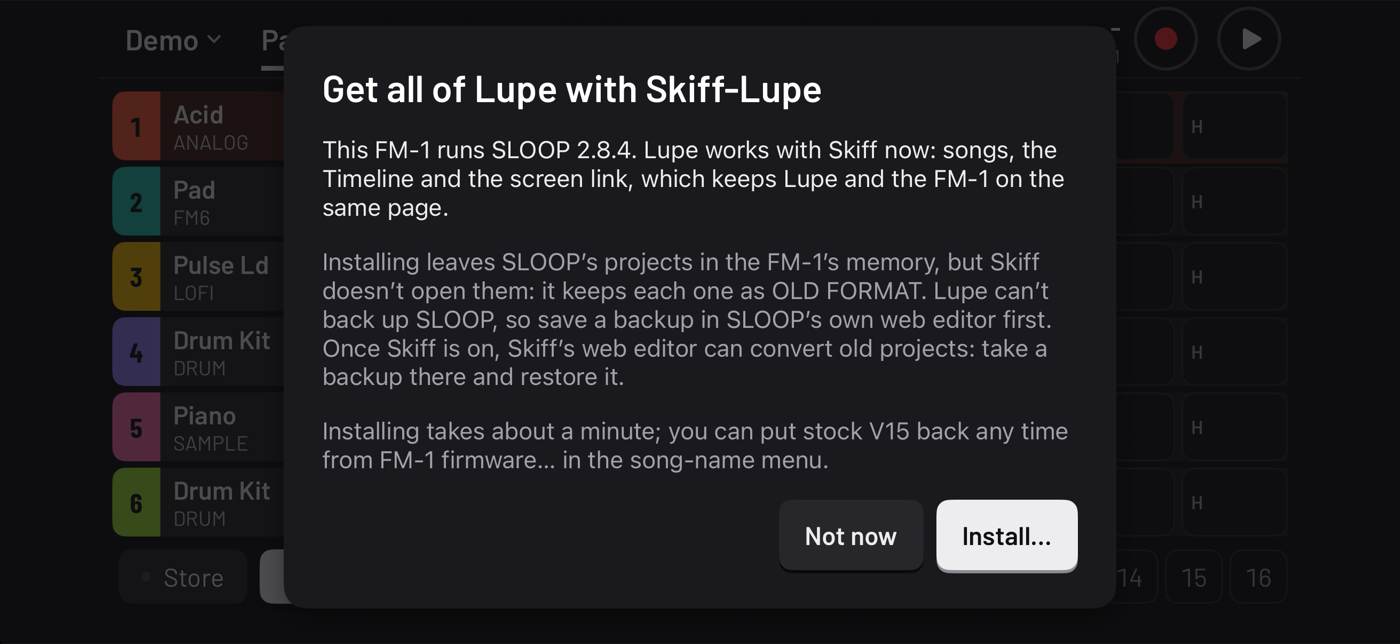 Demo
Pa
Get all of Lupe with Skiff-Lupe
This FM-1 runs SLOOP 2.8.4. Lupe works with Skiff now: songs, the
Timeline and the screen link, which keeps Lupe and the FM-1 on the
same page.
Installing leaves SLOOP’s projects in the FM-1’s memory, but Skiff
doesn’t open them: it keeps each one as OLD FORMAT. Lupe can’t
back up SLOOP, so save a backup in SLOOP’s own web editor first.
Once Skiff is on, Skiff’s web editor can convert old projects: take a
backup there and restore it.
Installing takes about a minute; you can put stock V15 back any time
from FM-1 firmware… in the song-name menu.
Not now
Install…
1
Acid
ANALOG
H
2
Pad
FM6
H
3
Pulse Ld
LOFI
H
4
Drum Kit
DRUM
H
5
Piano
SAMPLE
H
6
Drum Kit
DRUM
H
Store
14
15
16